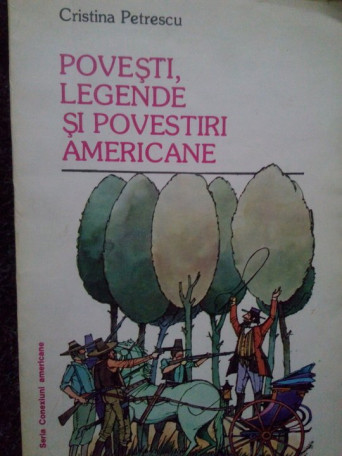 Cristina Petrescu
POVEŞTI,
LEGENDE
ŞI POVESTIRI
AMERICANE
Seria Conexiuni americane